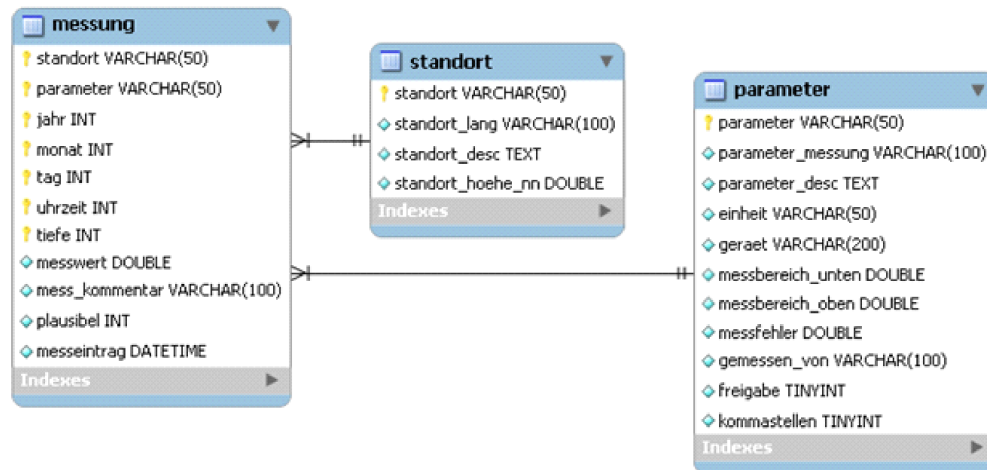 messung
standort VARCHAR(50)
parameter VARCHAR(50)
jahr INT
monat INT
tag INT
uhrzeit INT
tiefe INT
messwert DOUBLE
mess_kommentar VARCHAR(100)
plausibel INT
messeintrag DATETIME
Indexes
standort
standort VARCHAR(50)
standort_lang VARCHAR(100)
standort_desc TEXT
standort_hoehe_nn DOUBLE
Indexes
parameter
parameter VARCHAR(50)
parameter_messung VARCHAR(100)
parameter_desc TEXT
einheit VARCHAR(50)
geraet VARCHAR(200)
messbereich_unten DOUBLE
messbereich_oben DOUBLE
messfehler DOUBLE
gemessen_von VARCHAR(100)
freigabe TINYINT
kommastellen TINYINT
Indexes